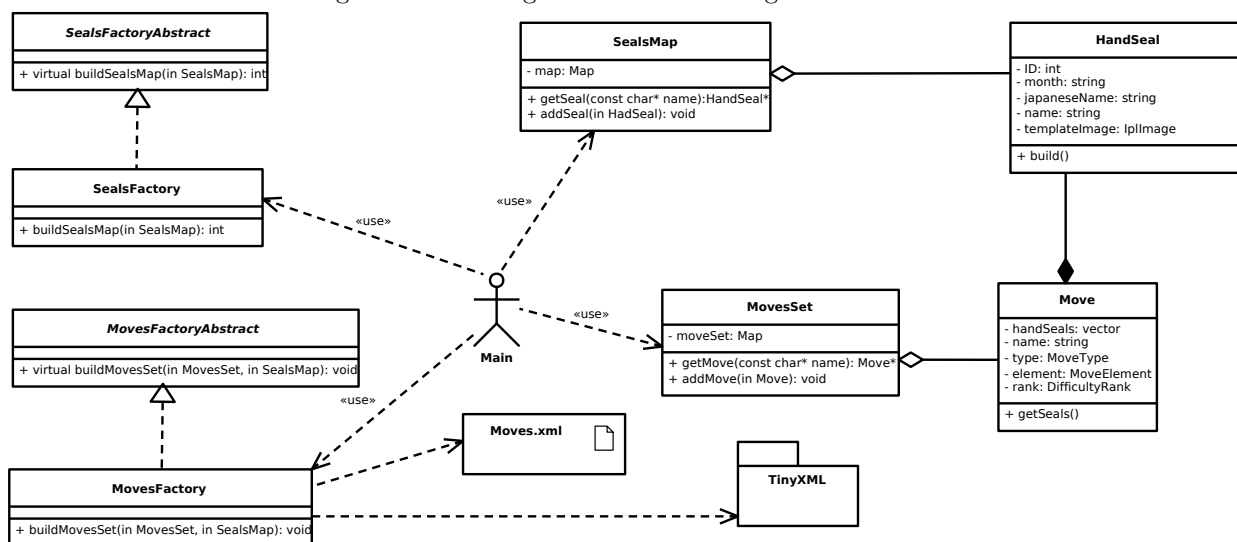 SealsFactoryAbstract
+ virtual buildSealsMap(in SealsMap): int
SealsMap
- map: Map
+ getSeal(const char* name):HandSeal*
+ addSeal(in HadSeal): void
HandSeal
- ID: int
- month: string
- japaneseName: string
- name: string
- templateImage: IplImage
+ build()
SealsFactory
+ buildSealsMap(in SealsMap): int
«use»
«use»
MovesFactoryAbstract
+ virtual buildMovesSet(in MovesSet, in SealsMap): void
Main
«use»
«use»
MovesSet
- moveSet: Map
+ getMove(const char* name): Move*
+ addMove(in Move): void
Move
- handSeals: vector
- name: string
- type: MoveType
- element: MoveElement
- rank: DifficultyRank
+ getSeals()
Moves.xml
MovesFactory
+ buildMovesSet(in MovesSet, in SealsMap): void
TinyXML